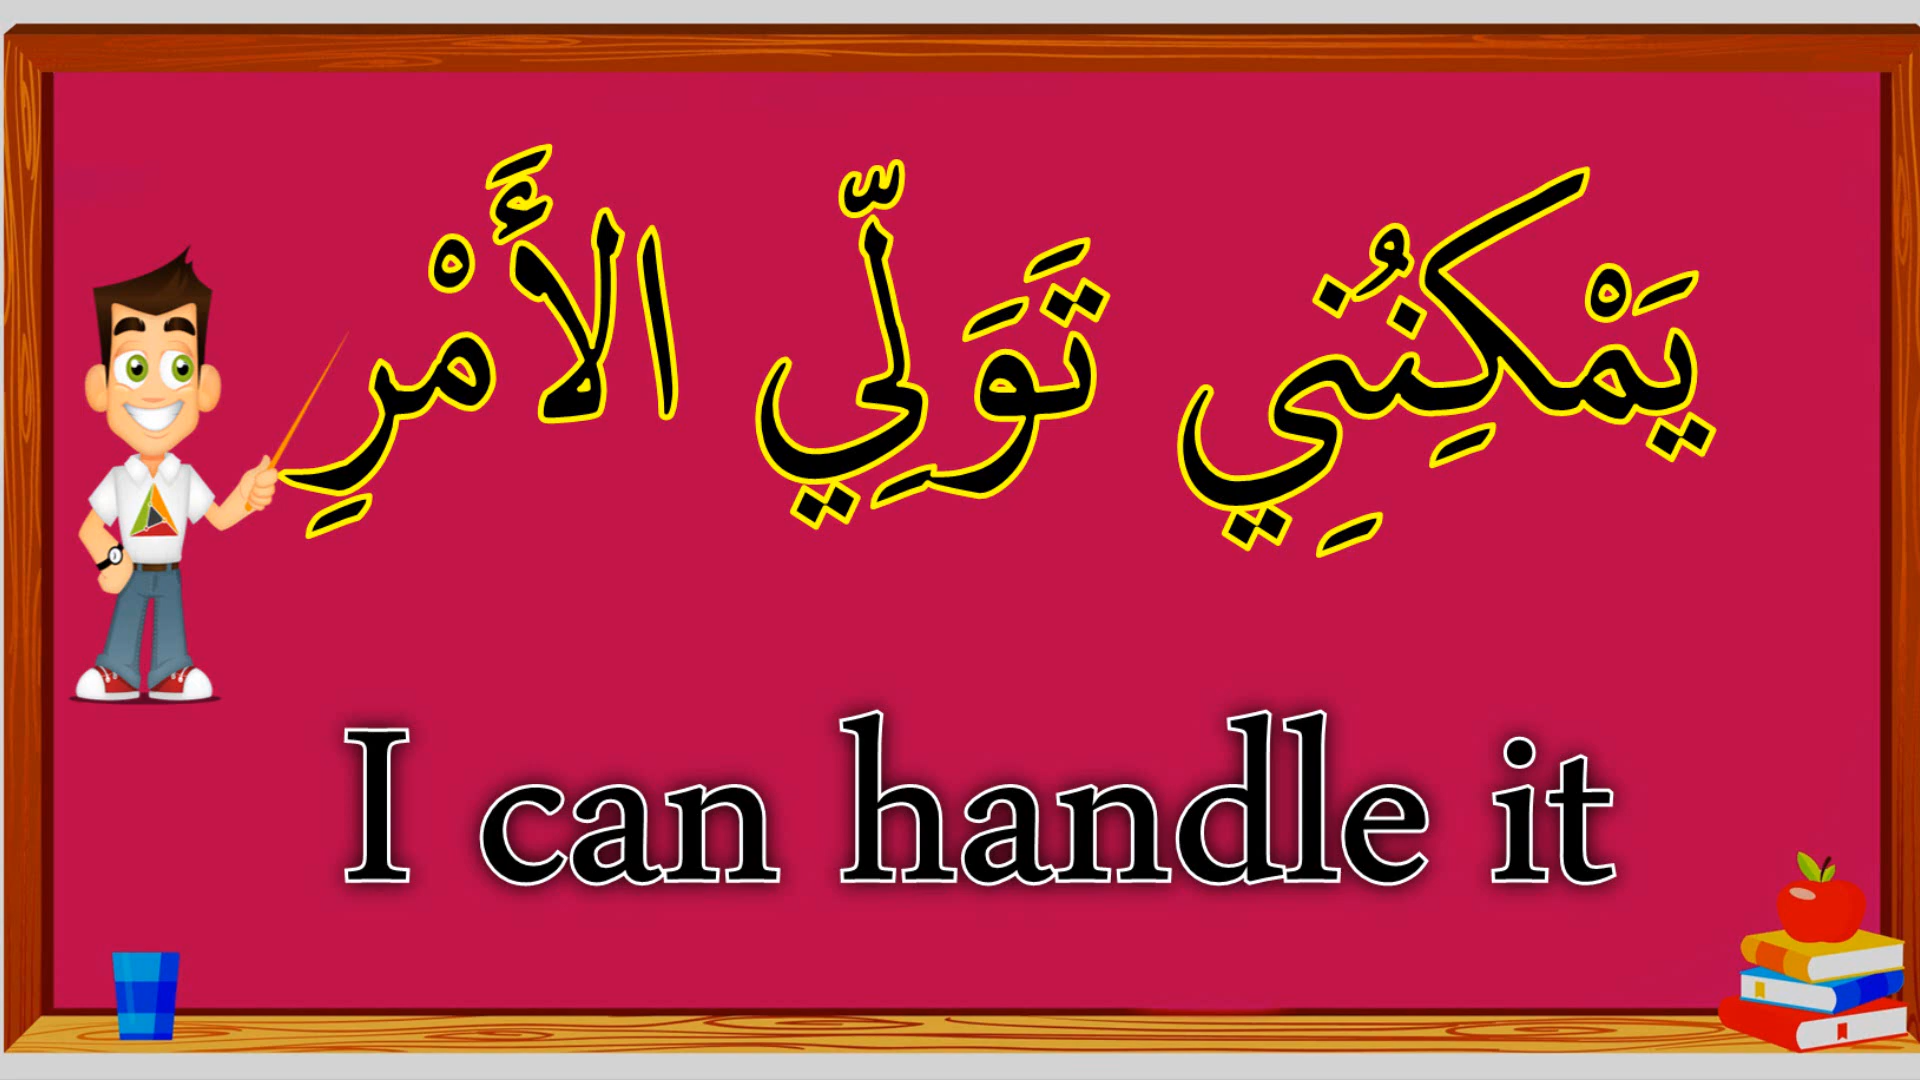 يَمْكِنُنِي تَوَلِّي الأَمْرِ
I can handle it